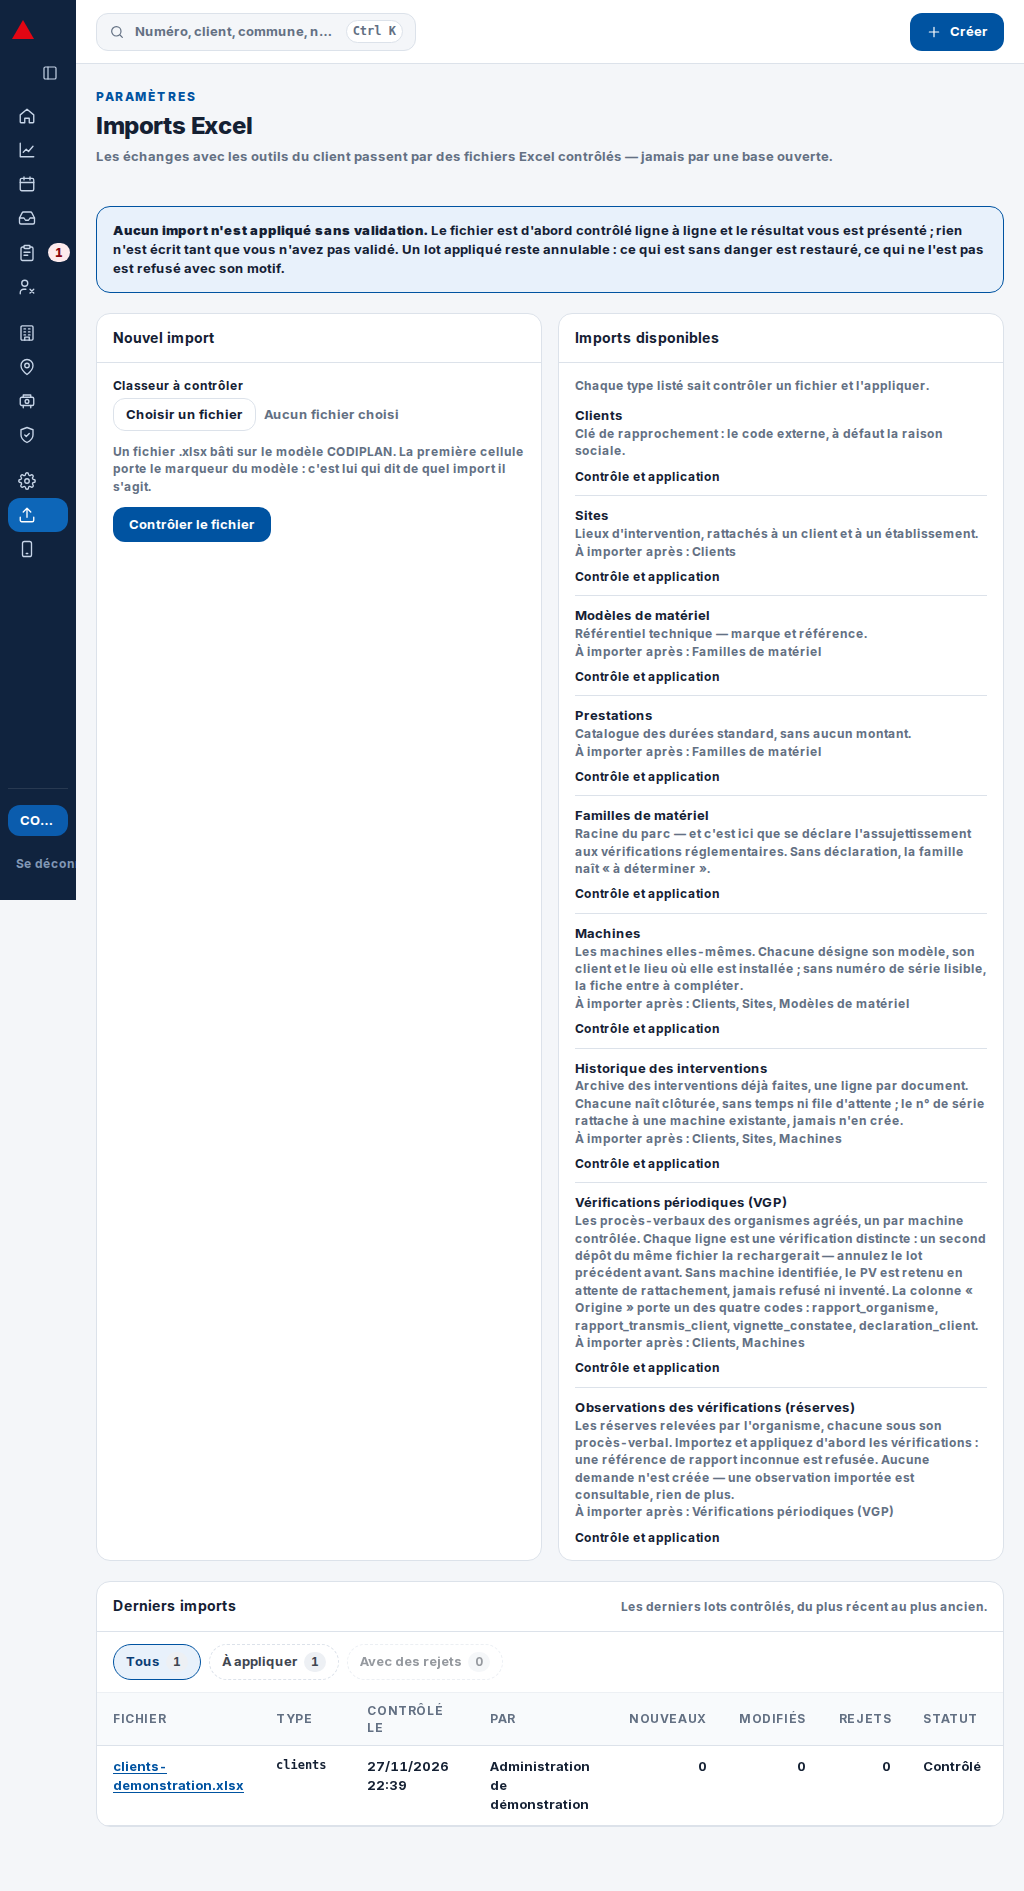 Numéro, client, commune, n…
Ctrl K
Créer
PARAMÈTRES
Imports Excel
Les échanges avec les outils du client passent par des fichiers Excel contrôlés — jamais par une base ouverte.
1
Aucun import n'est appliqué sans validation. Le fichier est d'abord contrôlé ligne à ligne et le résultat vous est présenté ; rien
n'est écrit tant que vous n'avez pas validé. Un lot appliqué reste annulable : ce qui est sans danger est restauré, ce qui ne l'est pas
est refusé avec son motif.
Nouvel import
Classeur à contrôler
Choisir un fichier
Aucun fichier choisi
Un fichier .xlsx bâti sur le modèle CODIPLAN. La première cellule
porte le marqueur du modèle : c'est lui qui dit de quel import il
s'agit.
Contrôler le fichier
CO…
Se décon
Imports disponibles
Chaque type listé sait contrôler un fichier et l'appliquer.
Clients
Clé de rapprochement : le code externe, à défaut la raison
sociale.
Contrôle et application
Sites
Lieux d'intervention, rattachés à un client et à un établissement.
À importer après : Clients
Contrôle et application
Modèles de matériel
Référentiel technique — marque et référence.
À importer après : Familles de matériel
Contrôle et application
Prestations
Catalogue des durées standard, sans aucun montant.
À importer après : Familles de matériel
Contrôle et application
Familles de matériel
Racine du parc — et c'est ici que se déclare l'assujettissement
aux vérifications réglementaires. Sans déclaration, la famille
naît « à déterminer ».
Contrôle et application
Machines
Les machines elles-mêmes. Chacune désigne son modèle, son
client et le lieu où elle est installée ; sans numéro de série lisible,
la fiche entre à compléter.
À importer après : Clients, Sites, Modèles de matériel
Contrôle et application
Historique des interventions
Archive des interventions déjà faites, une ligne par document.
Chacune naît clôturée, sans temps ni file d'attente ; le n° de série
rattache à une machine existante, jamais n'en crée.
À importer après : Clients, Sites, Machines
Contrôle et application
Vérifications périodiques (VGP)
Les procès-verbaux des organismes agréés, un par machine
contrôlée. Chaque ligne est une vérification distincte : un second
dépôt du même fichier la rechargerait — annulez le lot
précédent avant. Sans machine identifiée, le PV est retenu en
attente de rattachement, jamais refusé ni inventé. La colonne «
Origine » porte un des quatre codes : rapport_organisme,
rapport_transmis_client, vignette_constatee, declaration_client.
À importer après : Clients, Machines
Contrôle et application
Observations des vérifications (réserves)
Les réserves relevées par l'organisme, chacune sous son
procès-verbal. Importez et appliquez d'abord les vérifications :
une référence de rapport inconnue est refusée. Aucune
demande n'est créée — une observation importée est
consultable, rien de plus.
À importer après : Vérifications périodiques (VGP)
Contrôle et application
Derniers imports
Les derniers lots contrôlés, du plus récent au plus ancien.
Tous 1
À appliquer 1
Avec des rejets 0
FICHIER TYPE CONTRÔLÉ PAR NOUVEAUX MODIFIÉS REJETS STATUT
LE
clients- clients 27/11/2026 Administration 0 0 0 Contrôlé
demonstration.xlsx 22:39 de
démonstration